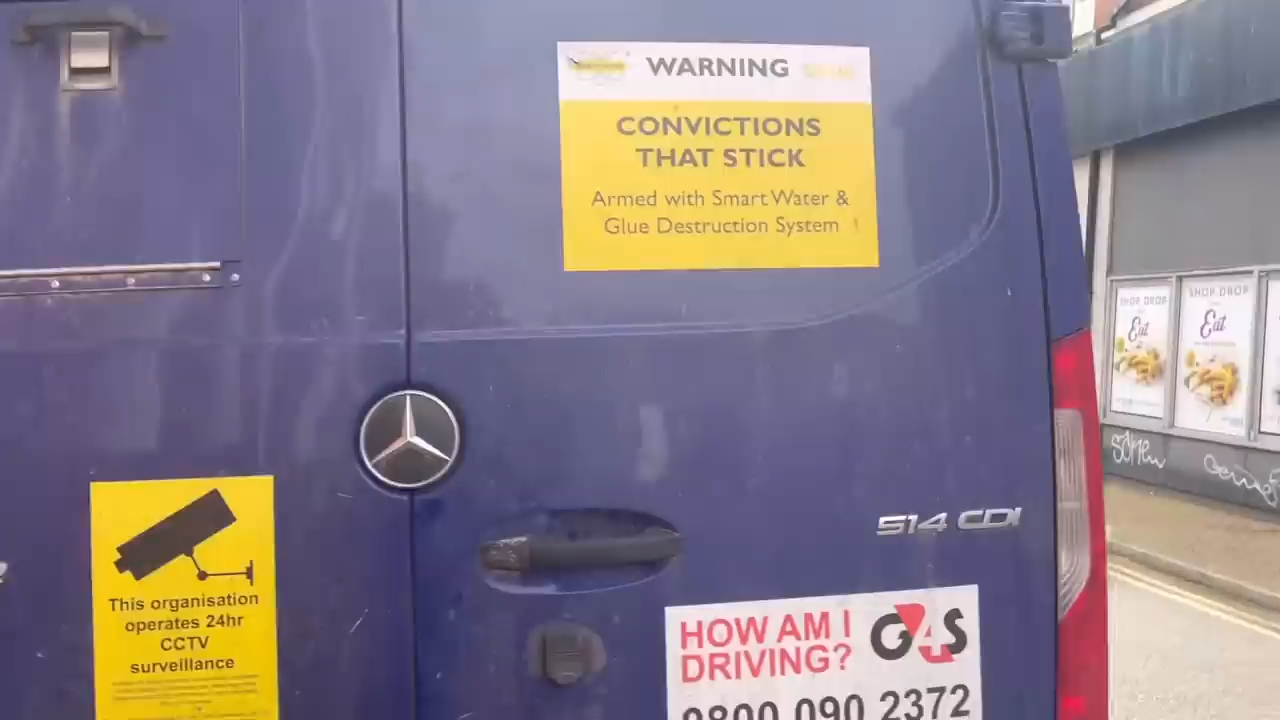 WARNING
CONVICTIONS
THAT STICK
Armed with Smart Water &
Glue Destruction System
This organisation
operates 24hr
CCTV
surveillance
514 CDI
HOW AM I
DRIVING?
G4S
0800 090 2372
SHOP DROP
Eat
SHOP DROP
Eat